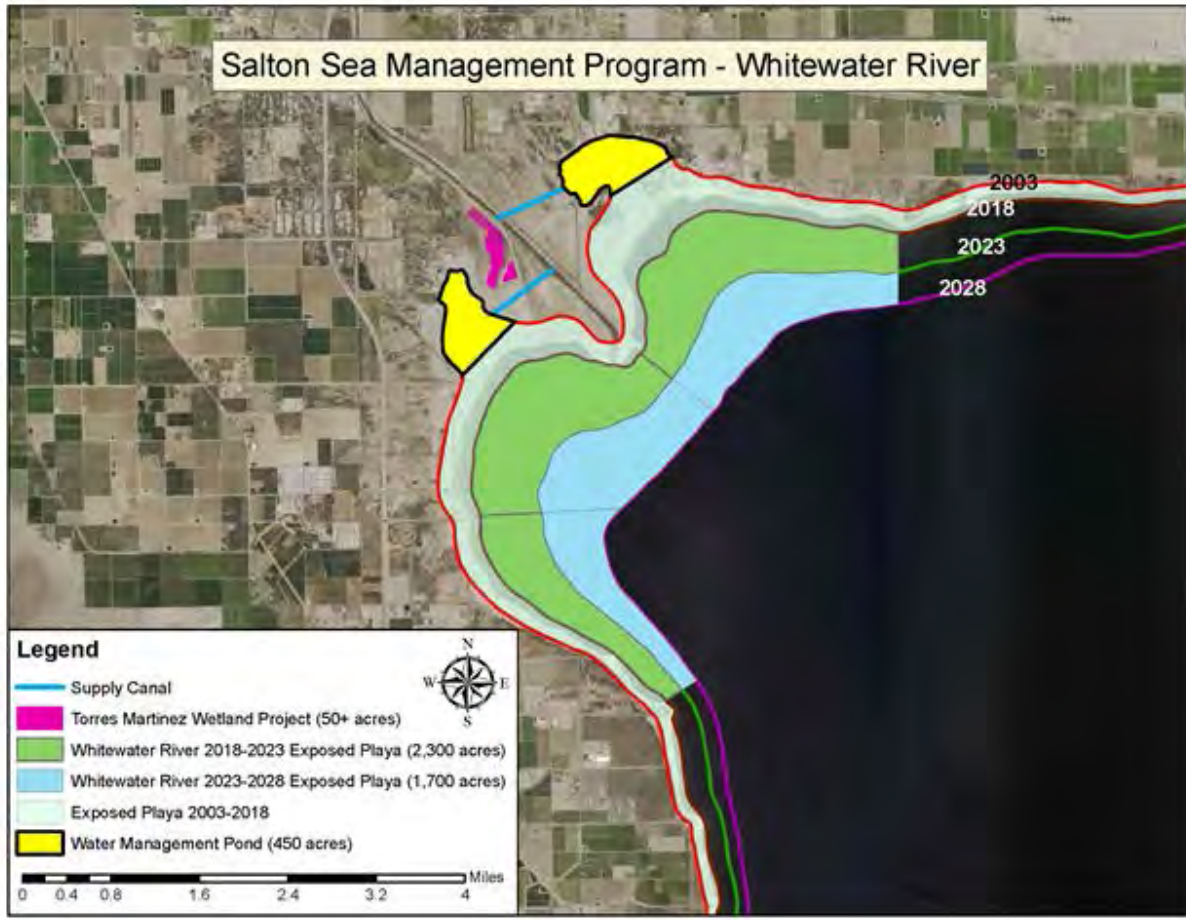 Salton Sea Management Program - Whitewater River
2003
2018
2023
2028
Legend
N
W E
S
Supply Canal
Torres Martinez Wetland Project (50+ acres)
Whitewater River 2018-2023 Exposed Playa (2,300 acres)
Whitewater River 2023-2028 Exposed Playa (1,700 acres)
Exposed Playa 2003-2018
Water Management Pond (450 acres)
Miles
0 0.4 0.8 1.6 2.4 3.2 4